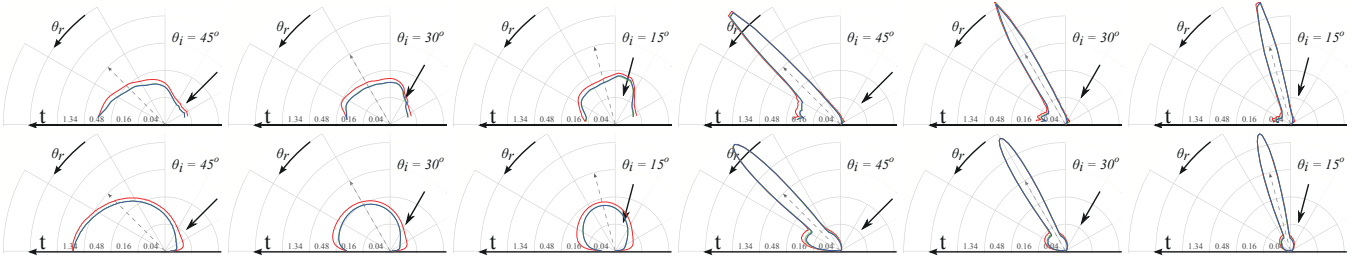 θr θi = 45o
t 1.34 0.48 0.16 0.04
θr θi = 30o
1.34 0.48 0.16 0.04
θr θi = 15o
t 1.34 0.48 0.16 0.04
θr θi = 45o
t 1.34 0.48 0.16 0.04
θr θi = 30o
t 1.34 0.48 0.16 0.04
θr θi = 15o
t 1.34 0.48 0.16 0.04
θr θi = 45o
t 1.34 0.48 0.16 0.04
θr θi = 30o
t 1.34 0.48 0.16 0.04
θr θi = 15o
t 1.34 0.48 0.16 0.04
θr θi = 45o
t 1.34 0.48 0.16 0.04
θr θi = 30o
t 1.34 0.48 0.16 0.04
θr θi = 15o
t 1.34 0.48 0.16 0.04